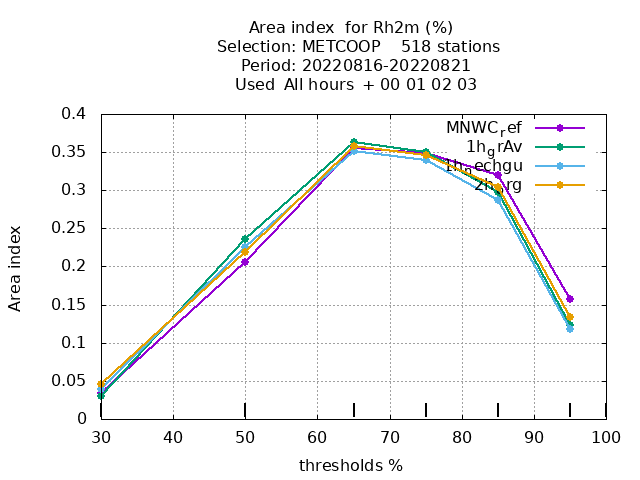 Area index  for Rh2m (%)
Selection: METCOOP    518 stations
Period: 20220816-20220821
Used  All hours  + 00 01 02 03
0.4
0.35
0.3
0.25
0.2
0.15
0.1
0.05
0
30 40 50 60 70 80 90 100
Area index
thresholds %
MNWC_ref
1h_grAv